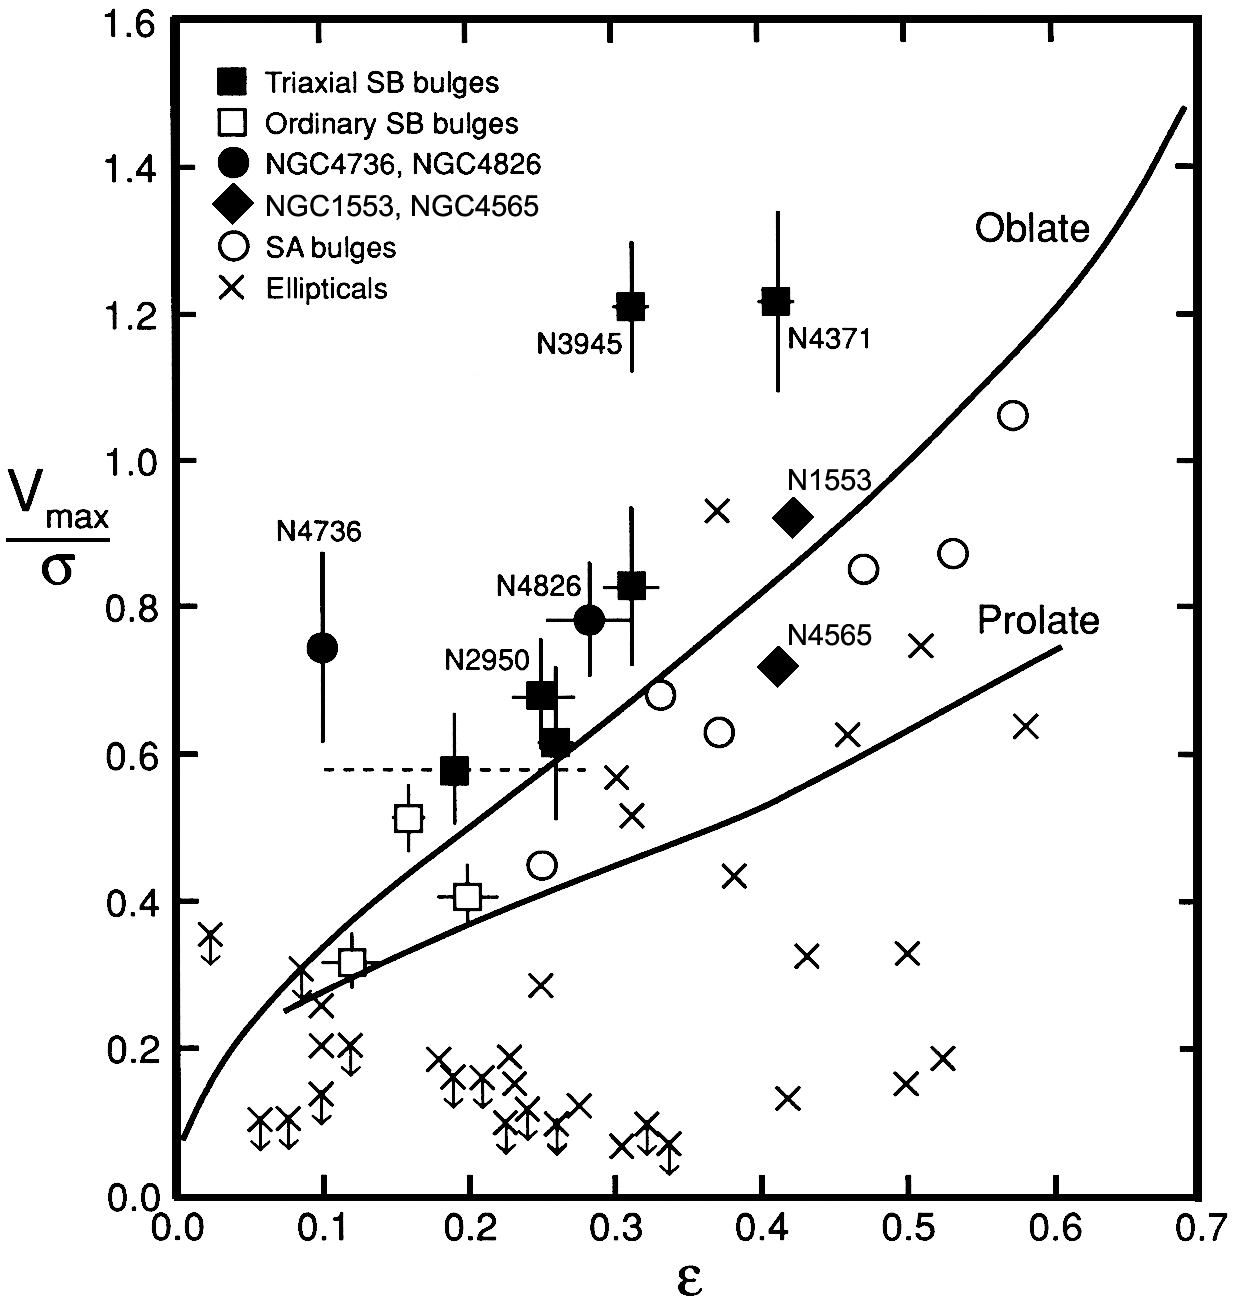 1.6
1.4
1.2
1.0
0.8
0.6
0.4
0.2
0.0
Vmax
σ
Triaxial SB bulges
Ordinary SB bulges
NGC4736, NGC4826
NGC1553, NGC4565
SA bulges
Ellipticals
Oblate
N3945
N4371
N1553
N4736
N4826
Prolate
N4565
N2950
0.0 0.1 0.2 0.3 0.4 0.5 0.6 0.7
ε